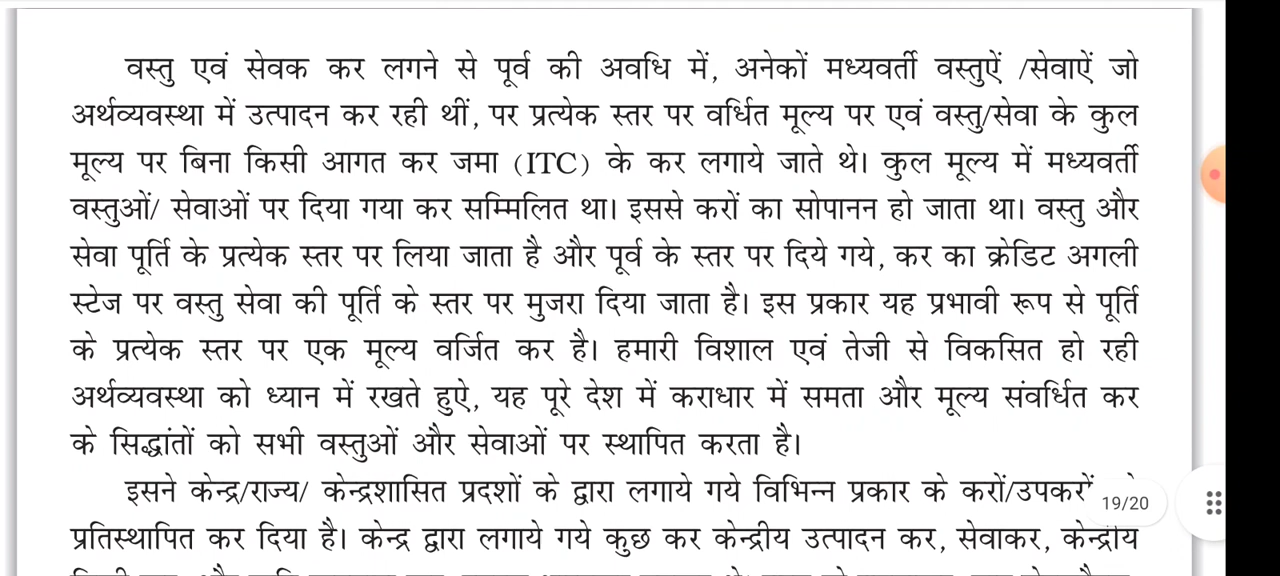 वस्तु एवं सेवक कर लगने से पूर्व की अवधि में, अनेकों मध्यवर्ती वस्तुऐं /सेवाऐं जो
अर्थव्यवस्था में उत्पादन कर रही थीं, पर प्रत्येक स्तर पर वर्धित मूल्य पर एवं वस्तु/सेवा के कुल
मूल्य पर बिना किसी आगत कर जमा (ITC) के कर लगाये जाते थे। कुल मूल्य में मध्यवर्ती
वस्तुओं/ सेवाओं पर दिया गया कर सम्मिलित था। इससे करों का सोपानन हो जाता था। वस्तु और
सेवा पूर्ति के प्रत्येक स्तर पर लिया जाता है और पूर्व के स्तर पर दिये गये, कर का क्रेडिट अगली
स्टेज पर वस्तु सेवा की पूर्ति के स्तर पर मुजरा दिया जाता है। इस प्रकार यह प्रभावी रूप से पूर्ति
के प्रत्येक स्तर पर एक मूल्य वर्जित कर है। हमारी विशाल एवं तेजी से विकसित हो रही
अर्थव्यवस्था को ध्यान में रखते हुऐ, यह पूरे देश में कराधार में समता और मूल्य संवर्धित कर
के सिद्धांतों को सभी वस्तुओं और सेवाओं पर स्थापित करता है।
इसने केन्द्र/राज्य/ केन्द्रशासित प्रदशों के द्वारा लगाये गये विभिन्न प्रकार के करों/उपकरों
19/20
प्रतिस्थापित कर दिया है। केन्द्र द्वारा लगाये गये कुछ कर केन्द्रीय उत्पादन कर, सेवाकर, केन्द्रीय